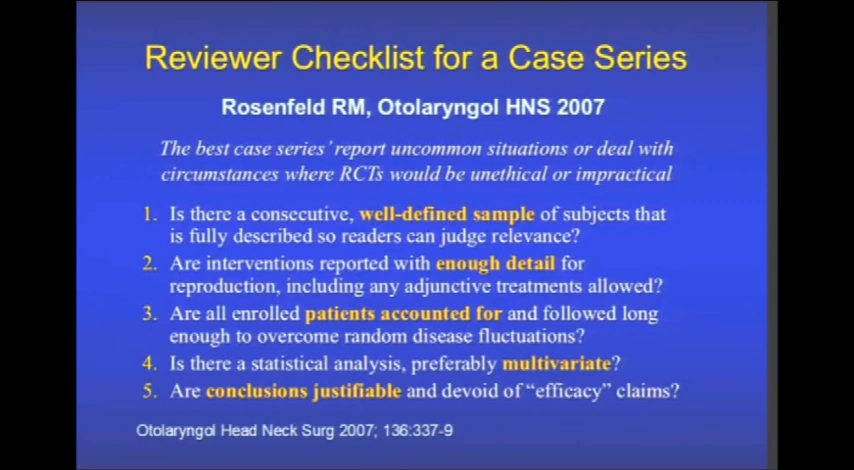 Reviewer Checklist for a Case Series
Rosenfeld RM, Otolaryngol HNS 2007
The best case series' report uncommon situations or deal with
circumstances where RCTs would be unethical or impractical
1. Is there a consecutive, well-defined sample of subjects that
is fully described so readers can judge relevance?
2. Are interventions reported with enough detail for
reproduction, including any adjunctive treatments allowed?
3. Are all enrolled patients accounted for and followed long
enough to overcome random disease fluctuations?
4. Is there a statistical analysis, preferably multivariate?
5. Are conclusions justifiable and devoid of “efficacy” claims?
Otolaryngol Head Neck Surg 2007; 136:337-9